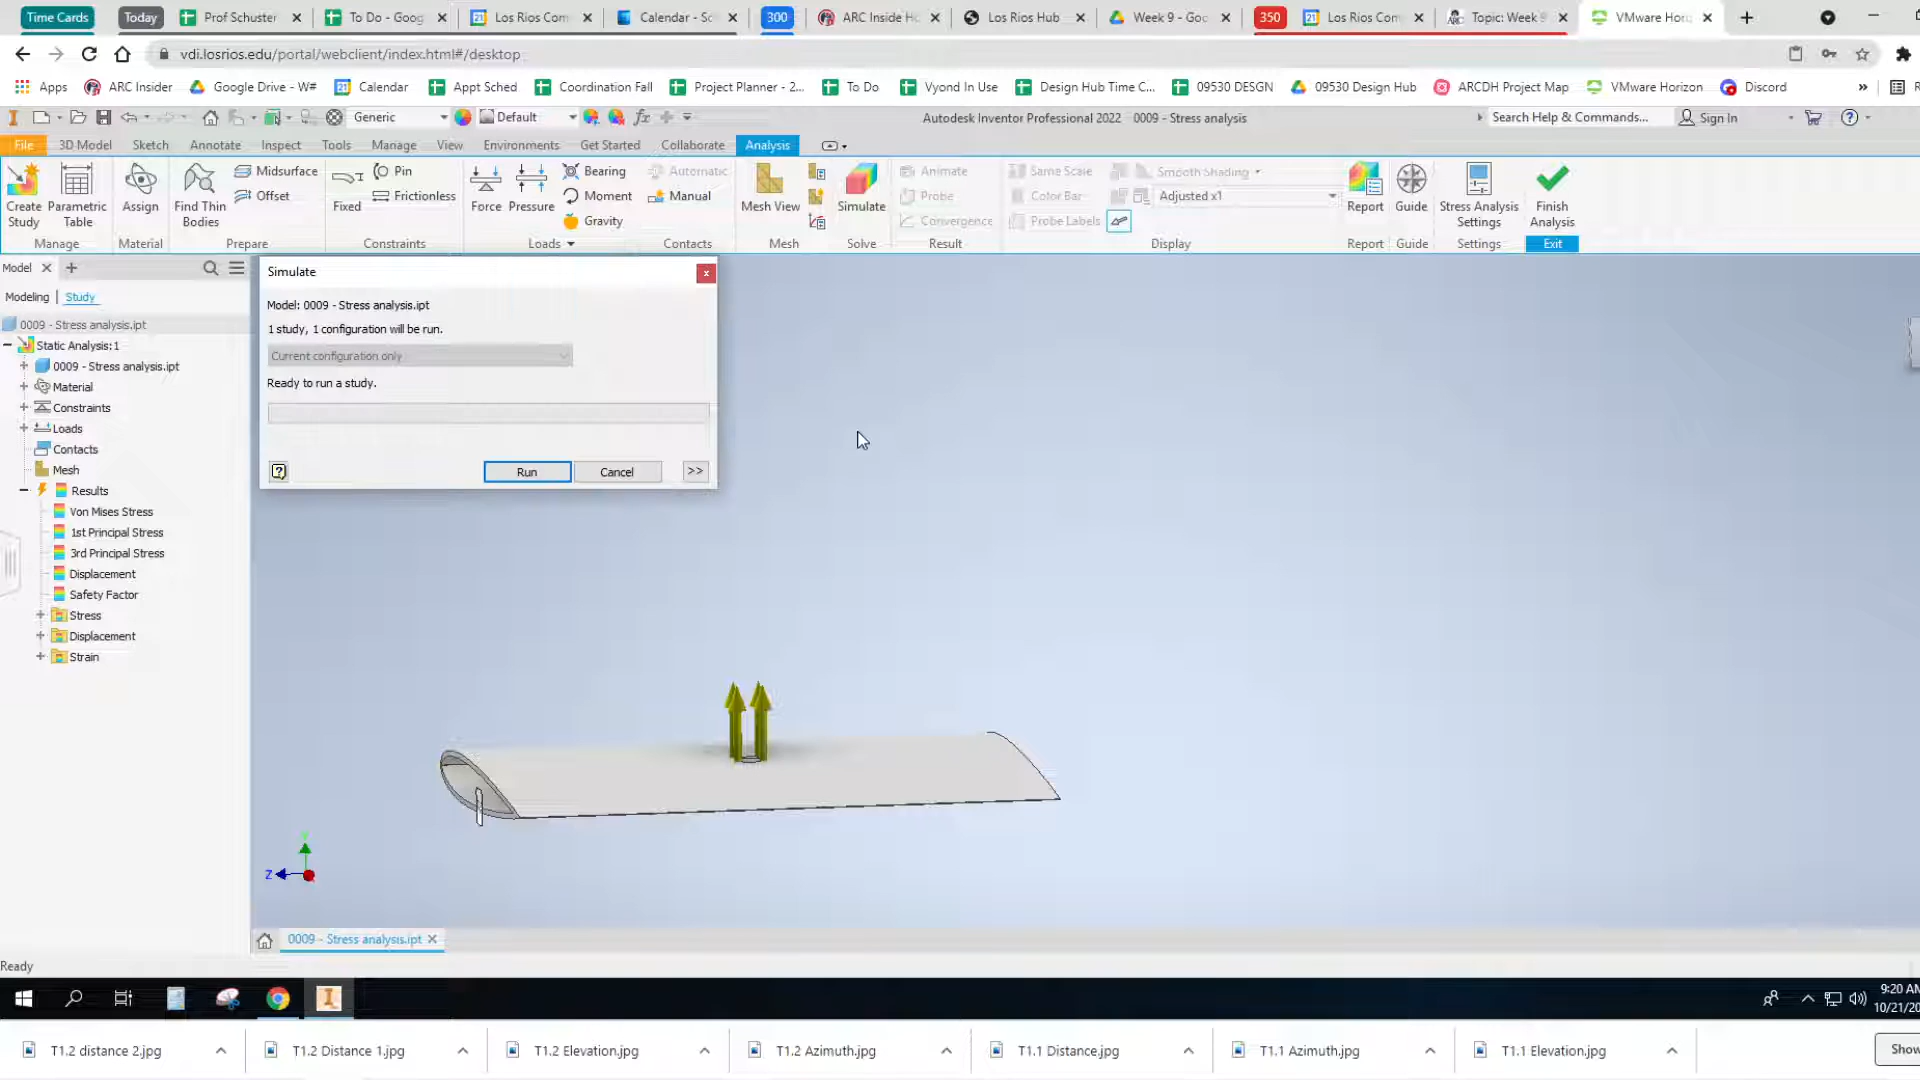 Time Cards Today Prof Schuster To Do - Goog Los Rios Com Calendar - Sc 300 ARC Inside Ho Los Rios Hub Week 9 - Goo 350 Los Rios Com Topic: Week 9 VMware Hori
vdi.losrios.edu/portal/webclient/index.html#/desktop
Apps ARC Insider Google Drive - W# Calendar Appt Sched Coordination Fall Project Planner - 2... To Do Vyond In Use Design Hub Time C... 09530 DESGN 09530 Design Hub ARCDH Project Map VMware Horizon Discord »
Generic Default fx Autodesk Inventor Professional 2022 0009 - Stress analysis Search Help & Commands... Sign In
File 3D Model Sketch Annotate Inspect Tools Manage View Environments Get Started Collaborate Analysis
Create Study Parametric Table Assign Find Thin Bodies Midsurface Offset Fixed Pin Frictionless Force Pressure Bearing Moment Gravity Automatic Manual Mesh View Simulate Animate Probe Convergence Same Scale Color Bar Probe Labels Smooth Shading Adjusted x1 Report Guide Stress Analysis Settings Finish Analysis
Manage Material Prepare Constraints Loads Contacts Mesh Solve Result Display Report Guide Settings Exit
Model
Modeling Study
0009 - Stress analysis.ipt
Static Analysis:1
0009 - Stress analysis.ipt
Material
Constraints
Loads
Contacts
Mesh
Results
Von Mises Stress
1st Principal Stress
3rd Principal Stress
Displacement
Safety Factor
Stress
Displacement
Strain
Simulate
Model: 0009 - Stress analysis.ipt
1 study, 1 configuration will be run.
Current configuration only
Ready to run a study.
Run Cancel >>
Z
0009 - Stress analysis.ipt
Ready
9:20 AM
10/21/20
T1.2 distance 2.jpg T1.2 Distance 1.jpg T1.2 Elevation.jpg T1.2 Azimuth.jpg T1.1 Distance.jpg T1.1 Azimuth.jpg T1.1 Elevation.jpg Show